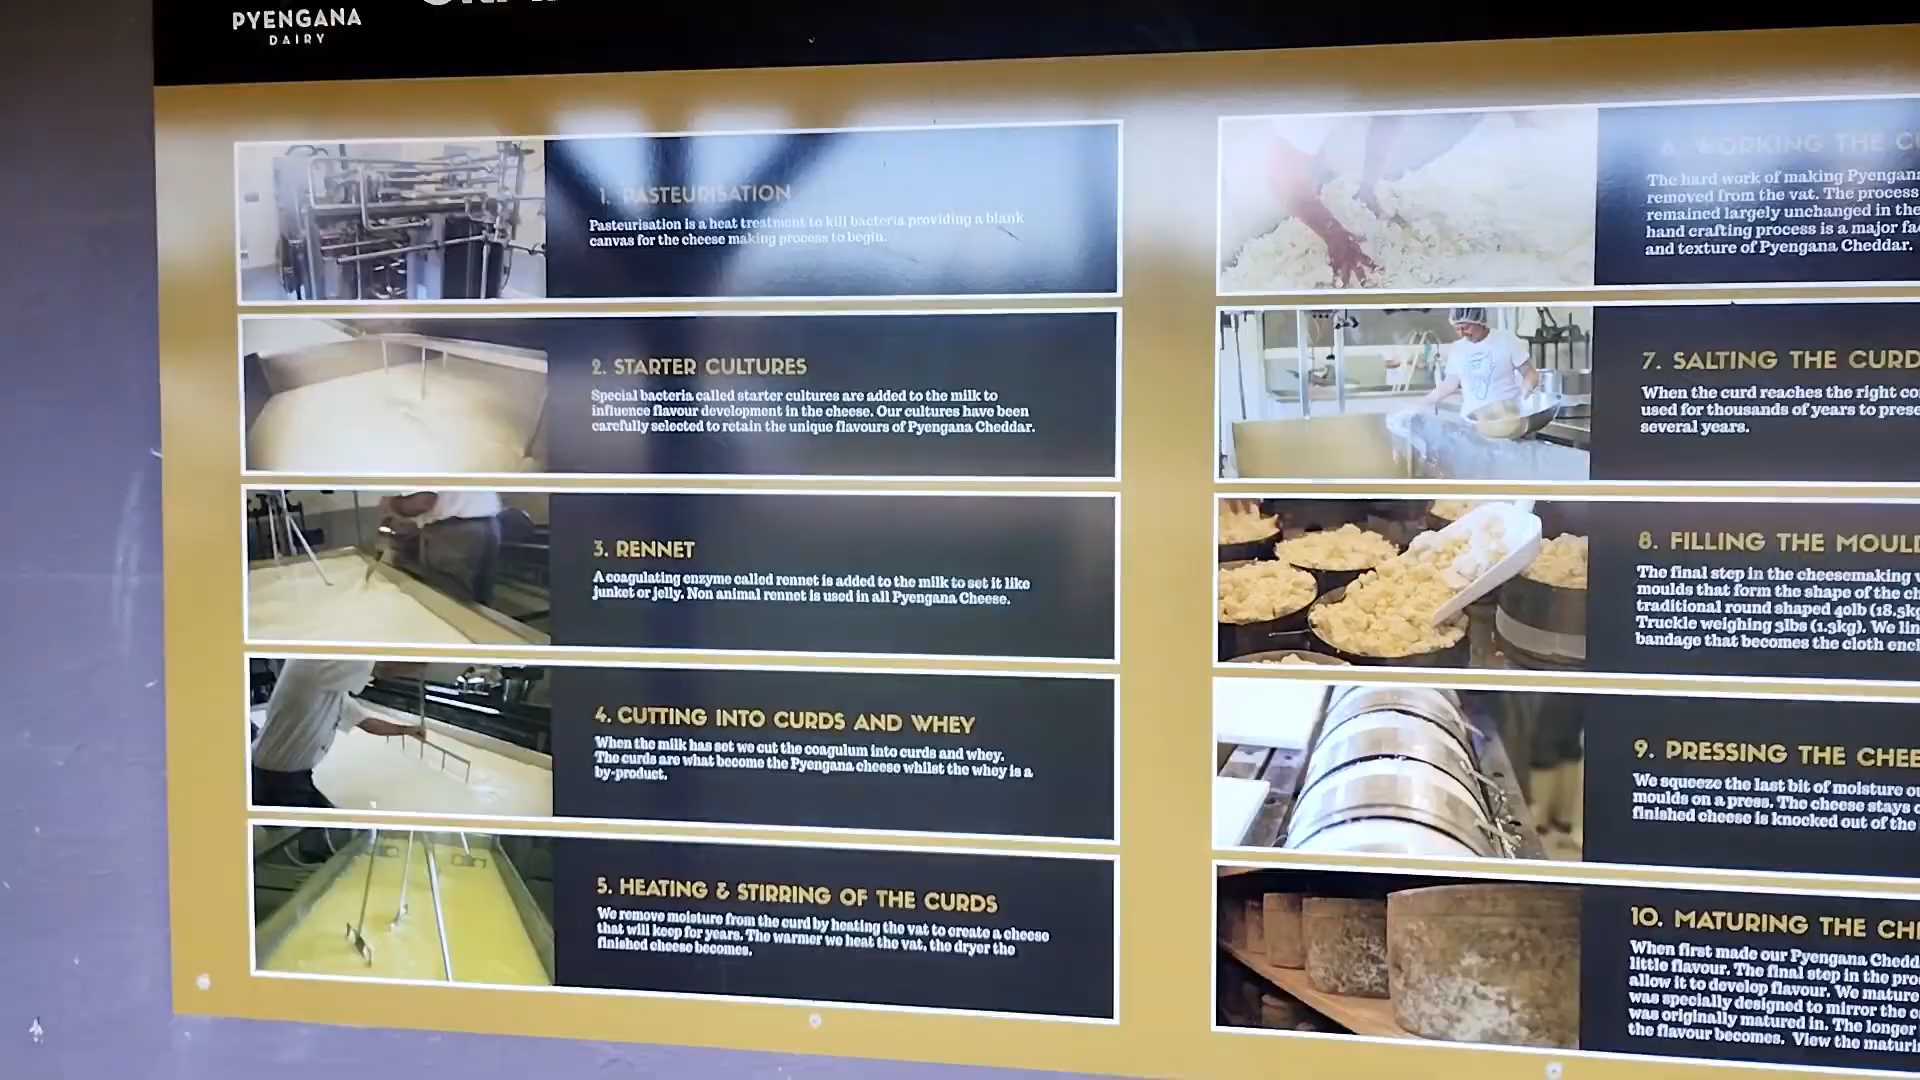 PYENGANA
DAIRY
1. PASTEURISATION
Pasteurisation is a heat treatment to kill bacteria providing a blank
canvas for the cheese making process to begin.
2. STARTER CULTURES
Special bacteria called starter cultures are added to the milk to
influence flavour development in the cheese. Our cultures have been
carefully selected to retain the unique flavours of Pyengana Cheddar.
3. RENNET
A coagulating enzyme called rennet is added to the milk to set it like
junket or jelly. Non animal rennet is used in all Pyengana Cheese.
4. CUTTING INTO CURDS AND WHEY
When the milk has set we cut the coagulum into curds and whey.
The curds are what become the Pyengana cheese whilst the whey is a
by-product.
5. HEATING & STIRRING OF THE CURDS
We remove moisture from the curd by heating the vat to create a cheese
that will keep for years. The warmer we heat the vat, the dryer the
finished cheese becomes.
6. WORKING THE
The hard work of making Pyengana
removed from the vat. The process
remained largely unchanged in the
hand crafting process is a major
and texture of Pyengana Cheddar.
7. SALTING THE CURD
When the curd reaches the right
used for thousands of years to
several years.
8. FILLING THE
The final step in the cheesemaking
moulds that form the shape of the
traditional round shaped 40lb (18.5kg
Truckle weighing 3lbs (1.3kg). We
bandage that becomes the cloth
9. PRESSING THE
We squeeze the last bit of moisture
moulds on a press. The cheese stays
finished cheese is knocked out of the
10. MATURING THE
When first made our Pyengana
little flavour. The final step in the
allow it to develop flavour. We mature
was specially designed to mirror the
was originally matured in. The longer
the flavour becomes. View the